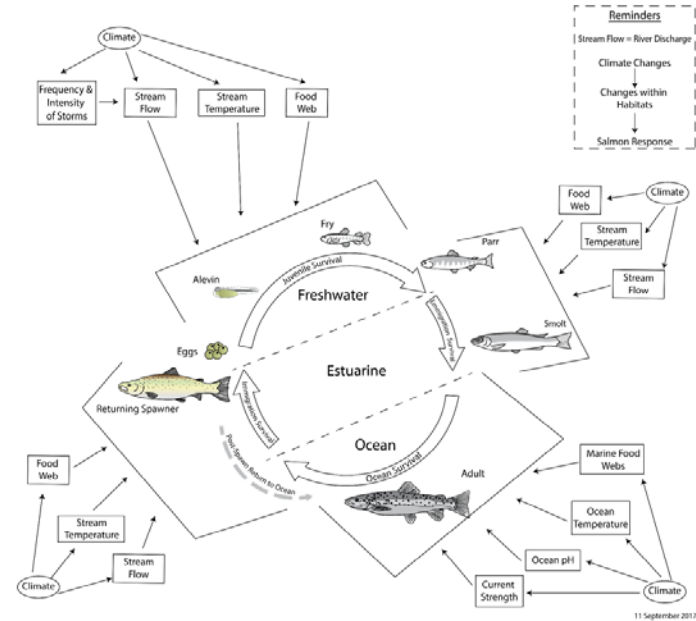 Reminders
Stream Flow = River Discharge
Climate Changes
Changes within
Habitats
Salmon Response
Climate
Frequency &
Intensity
of Storms
Stream
Flow
Stream
Temperature
Food
Web
Climate
Food
Web
Stream
Temperature
Stream
Flow
Fry
Parr
Alevin
Juvenile Survival
Freshwater
Smolt
Eggs
Estuarine
Returning Spawner
Immigration Survival
Post-Spawn Return to Ocean
Ocean
Ocean Survival
Adult
Food
Web
Stream
Temperature
Stream
Flow
Climate
Marine Food
Webs
Ocean
Temperature
Ocean pH
Current
Strength
Climate
11 September 2017